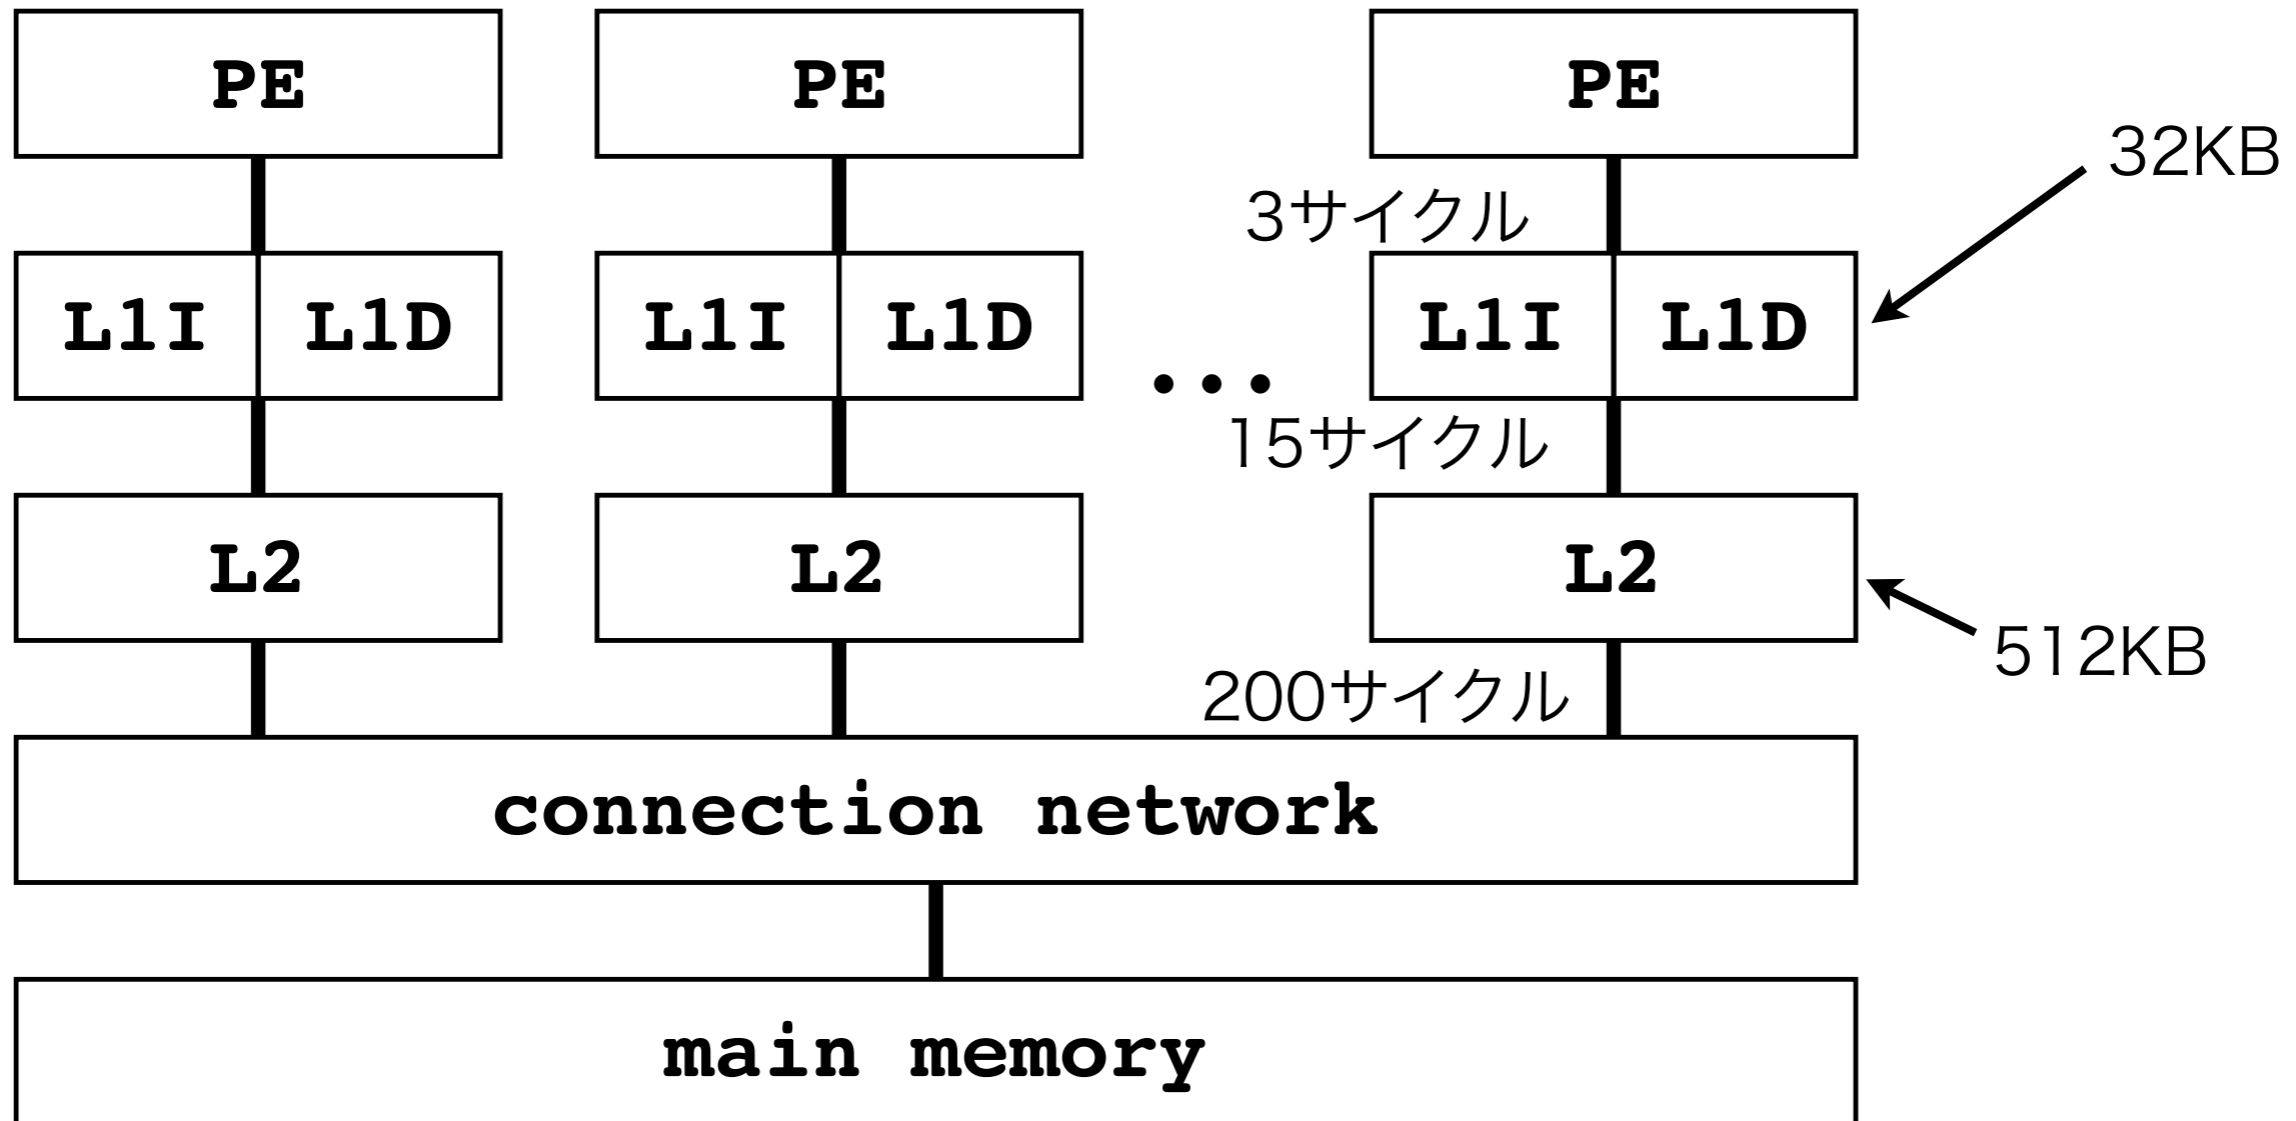 PE PE PE
32KB
3サイクル
L1I L1D L1I L1D ... L1I L1D
15サイクル
L2 L2 L2
512KB
200サイクル
connection network
main memory